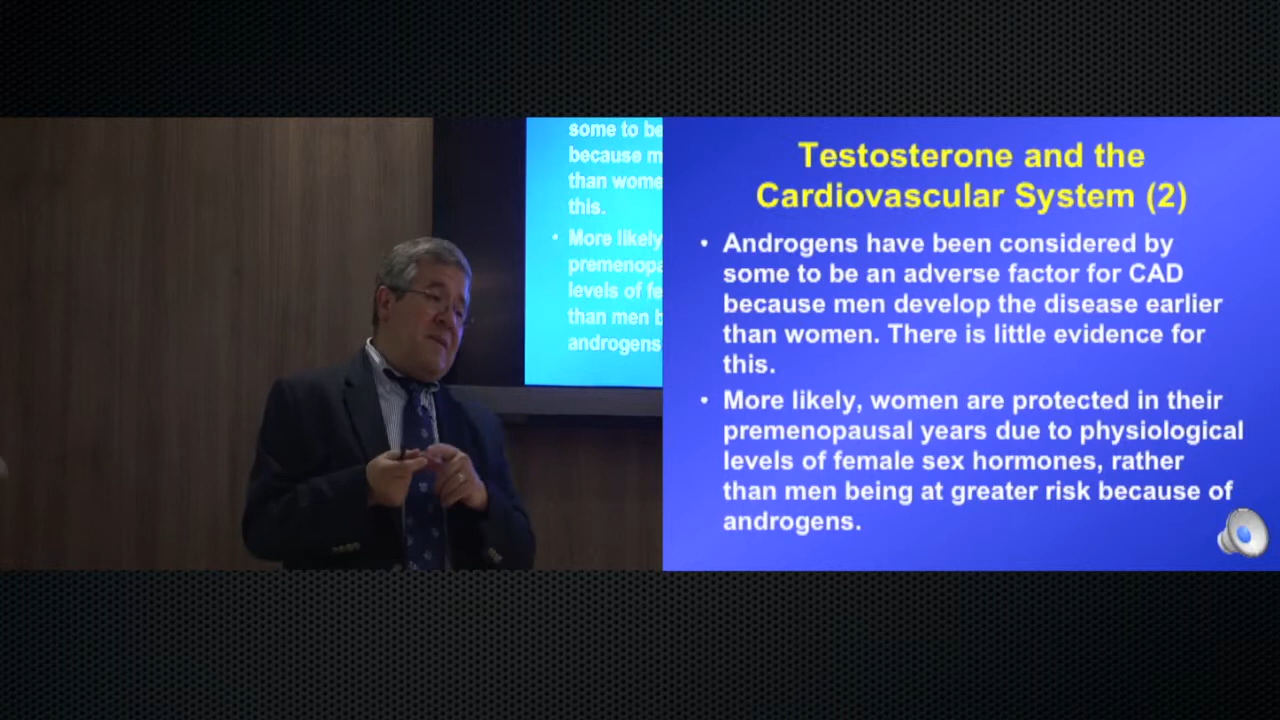 some to be
because m
than wome
this.
• More likely
premenopa
levels of fe
than men b
androgens
Testosterone and the
Cardiovascular System (2)
• Androgens have been considered by
some to be an adverse factor for CAD
because men develop the disease earlier
than women. There is little evidence for
this.
• More likely, women are protected in their
premenopausal years due to physiological
levels of female sex hormones, rather
than men being at greater risk because of
androgens.